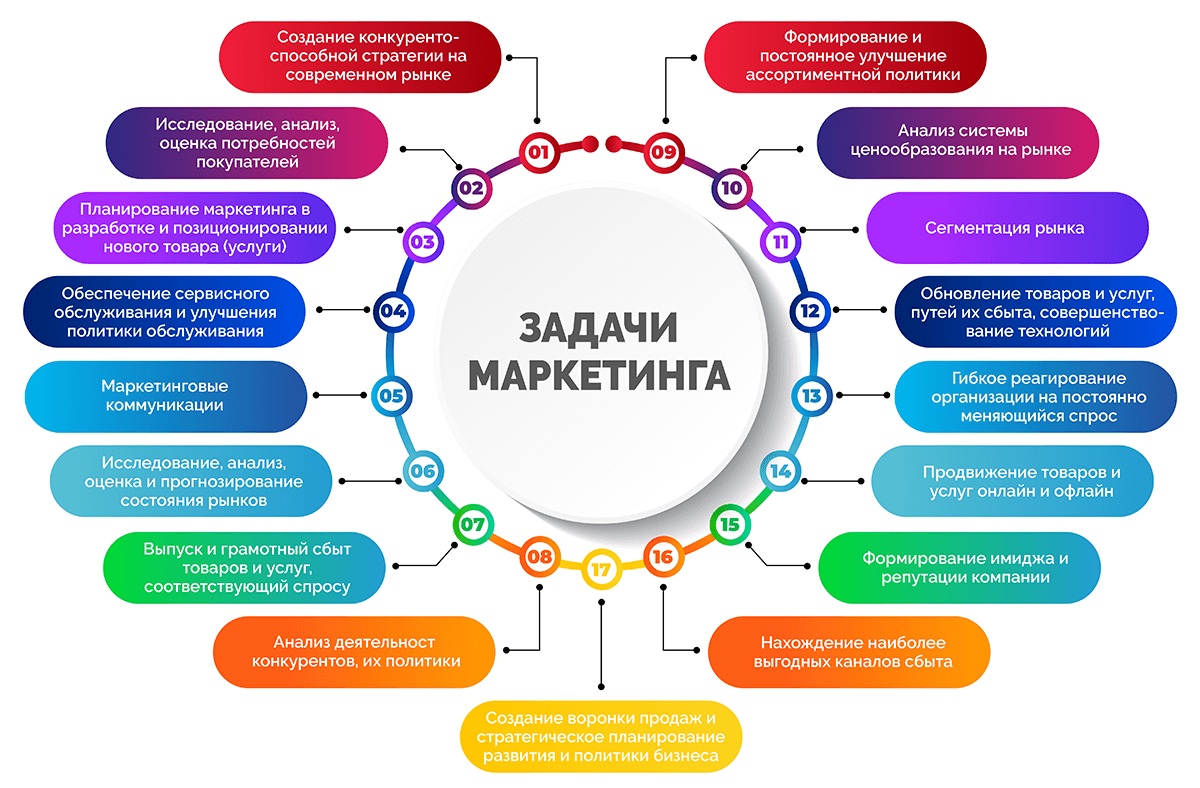 ЗАДАЧИ
МАРКЕТИНГА
01
Создание конкуренто-
способной стратегии на
современном рынке
02
Исследование, анализ,
оценка потребностей
покупателей
03
Планирование маркетинга в
разработке и позиционировании
нового товара (услуги)
04
Обеспечение сервисного
обслуживания и улучшения
политики обслуживания
05
Маркетинговые
коммуникации
06
Исследование, анализ,
оценка и прогнозирование
состояния рынков
07
Выпуск и грамотный сбыт
товаров и услуг,
соответствующий спросу
08
Анализ деятельност
конкурентов, их политики
09
Формирование и
постоянное улучшение
ассортиментной политики
10
Анализ системы
ценообразования на рынке
11
Сегментация рынка
12
Обновление товаров и услуг,
путей их сбыта, совершенство-
вание технологий
13
Гибкое реагирование
организации на постоянно
меняющийся спрос
14
Продвижение товаров и
услуг онлайн и офлайн
15
Формирование имиджа и
репутации компании
16
Нахождение наиболее
выгодных каналов сбыта
17
Создание воронки продаж и
стратегическое планирование
развития и политики бизнеса